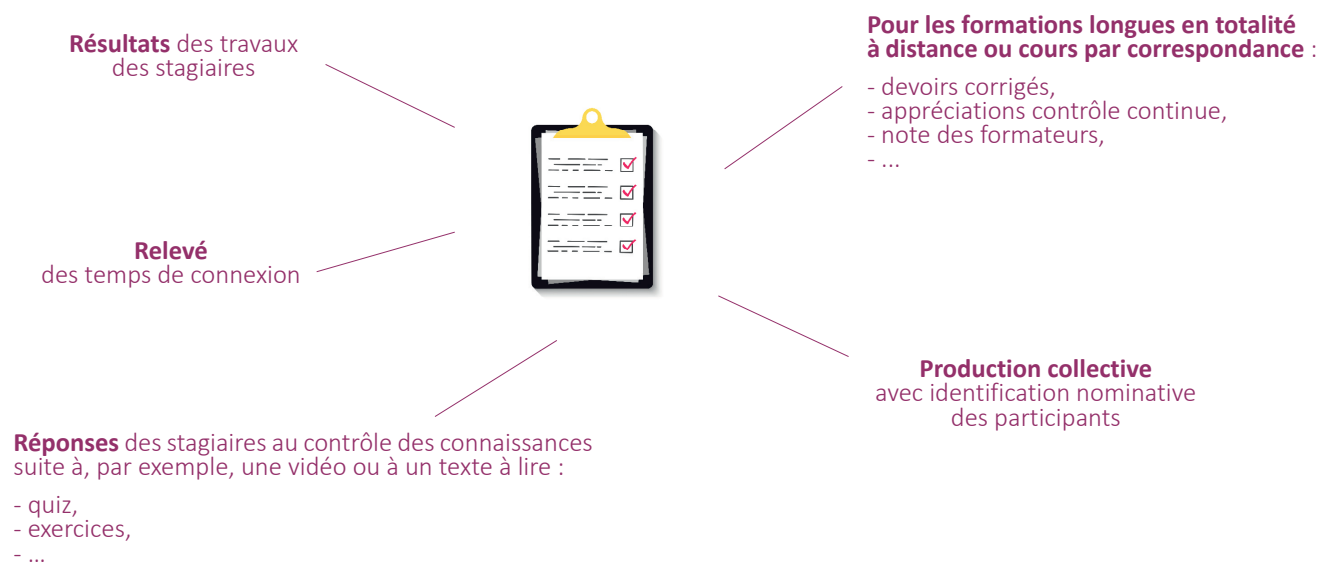 Résultats des travaux
des stagiaires
Relevé
des temps de connexion
Réponses des stagiaires au contrôle des connaissances
suite à, par exemple, une vidéo ou à un texte à lire :
- quiz,
- exercices,
- ...
Pour les formations longues en totalité
à distance ou cours par correspondance :
- devoirs corrigés,
- appréciations contrôle continue,
- note des formateurs,
- ...
Production collective
avec identification nominative
des participants